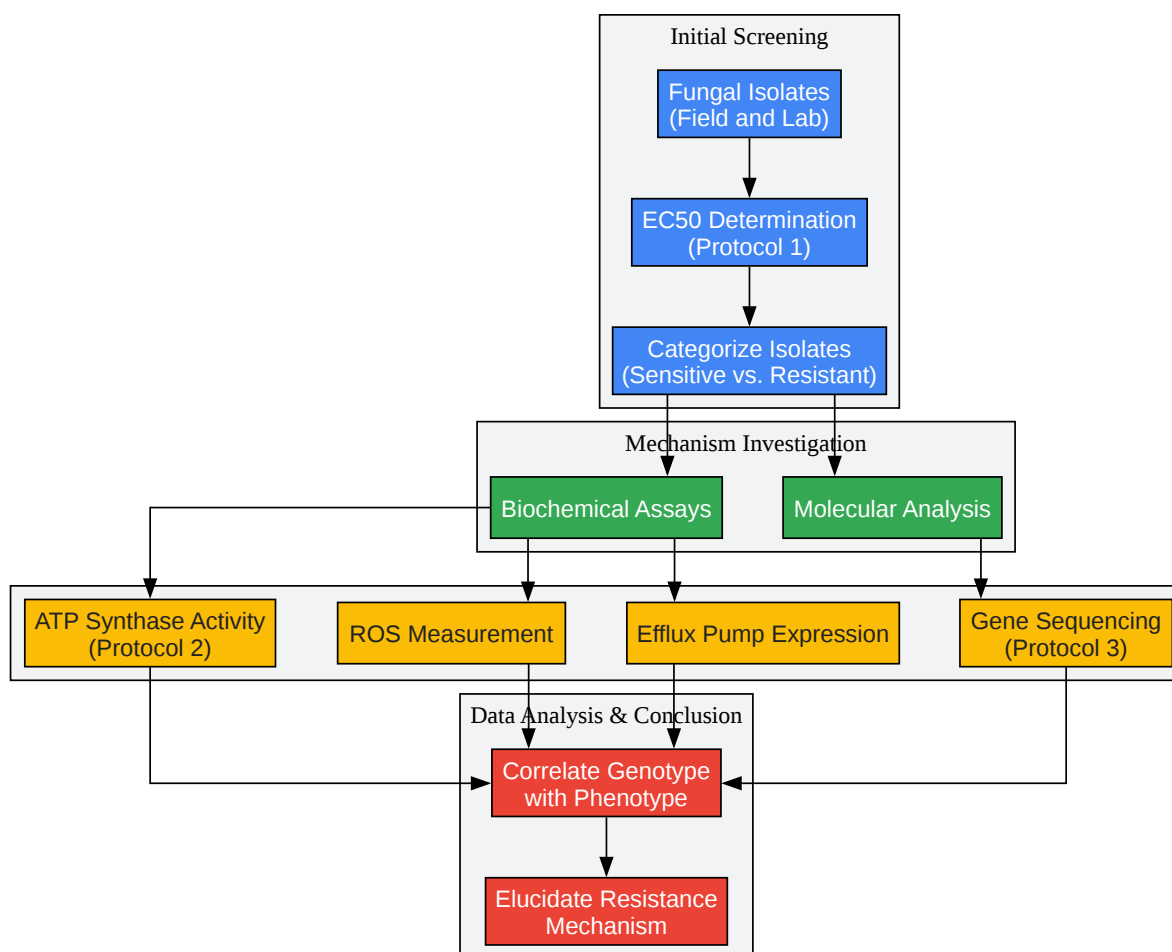 Initial Screening
Fungal Isolates
(Field and Lab)
EC50 Determination
(Protocol 1)
Categorize Isolates
(Sensitive vs. Resistant)
Mechanism Investigation
Biochemical Assays
Molecular Analysis
ATP Synthase Activity
(Protocol 2)
ROS Measurement
Efflux Pump Expression
Gene Sequencing
(Protocol 3)
Data Analysis & Conclusion
Correlate Genotype
with Phenotype
Elucidate Resistance
Mechanism